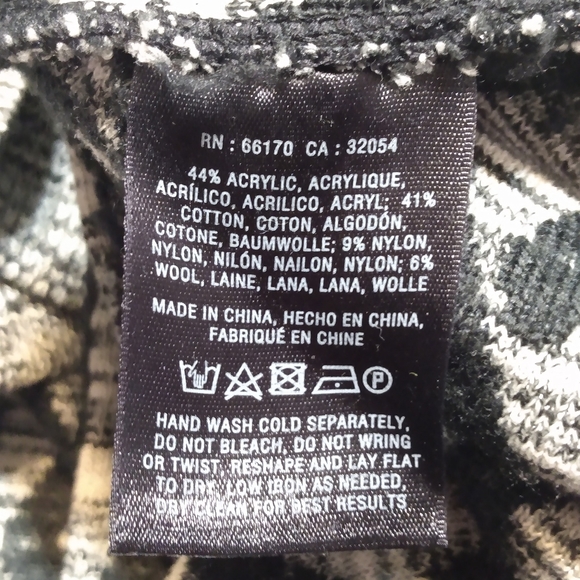 RN : 66170 CA : 32054
44% ACRYLIC, ACRYLIQUE,
ACRÍLICO, ACRILICO, ACRYL; 41%
COTTON, COTON, ALGODÓN,
COTONE, BAUMWOLLE; 9% NYLON,
NYLON, NILÓN, NAILON, NYLON; 6%
WOOL, LAINE, LANA, LANA, WOLLE
MADE IN CHINA, HECHO EN CHINA,
FABRIQUÉ EN CHINE
P
HAND WASH COLD SEPARATELY,
DO NOT BLEACH, DO NOT WRING
OR TWIST, RESHAPE AND LAY FLAT
TO DRY, LOW IRON AS NEEDED,
DRY CLEAN FOR BEST RESULTS